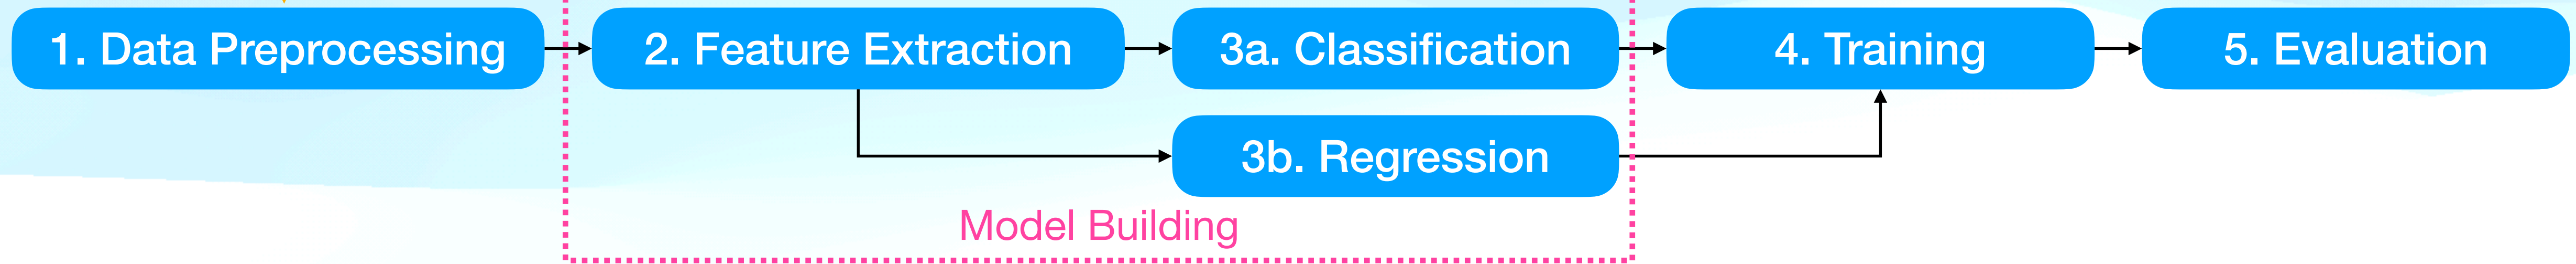 1. Data Preprocessing
2. Feature Extraction
3a. Classification
4. Training
5. Evaluation
3b. Regression
Model Building